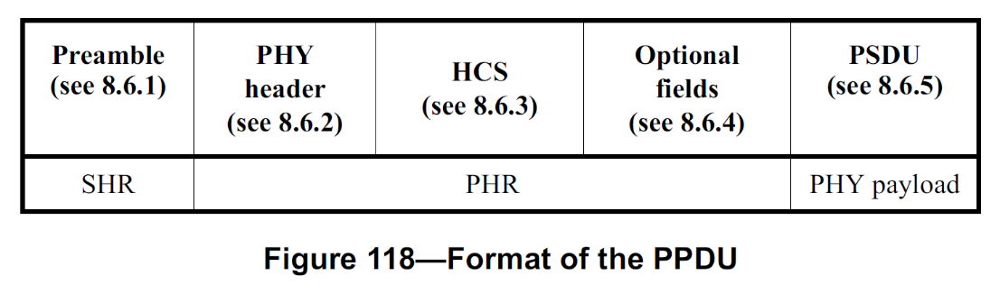 Preamble
(see 8.6.1)
PHY
header
(see 8.6.2)
HCS
(see 8.6.3)
Optional
fields
(see 8.6.4)
PSDU
(see 8.6.5)
SHR
PHR
PHY payload
Figure 118—Format of the PPDU